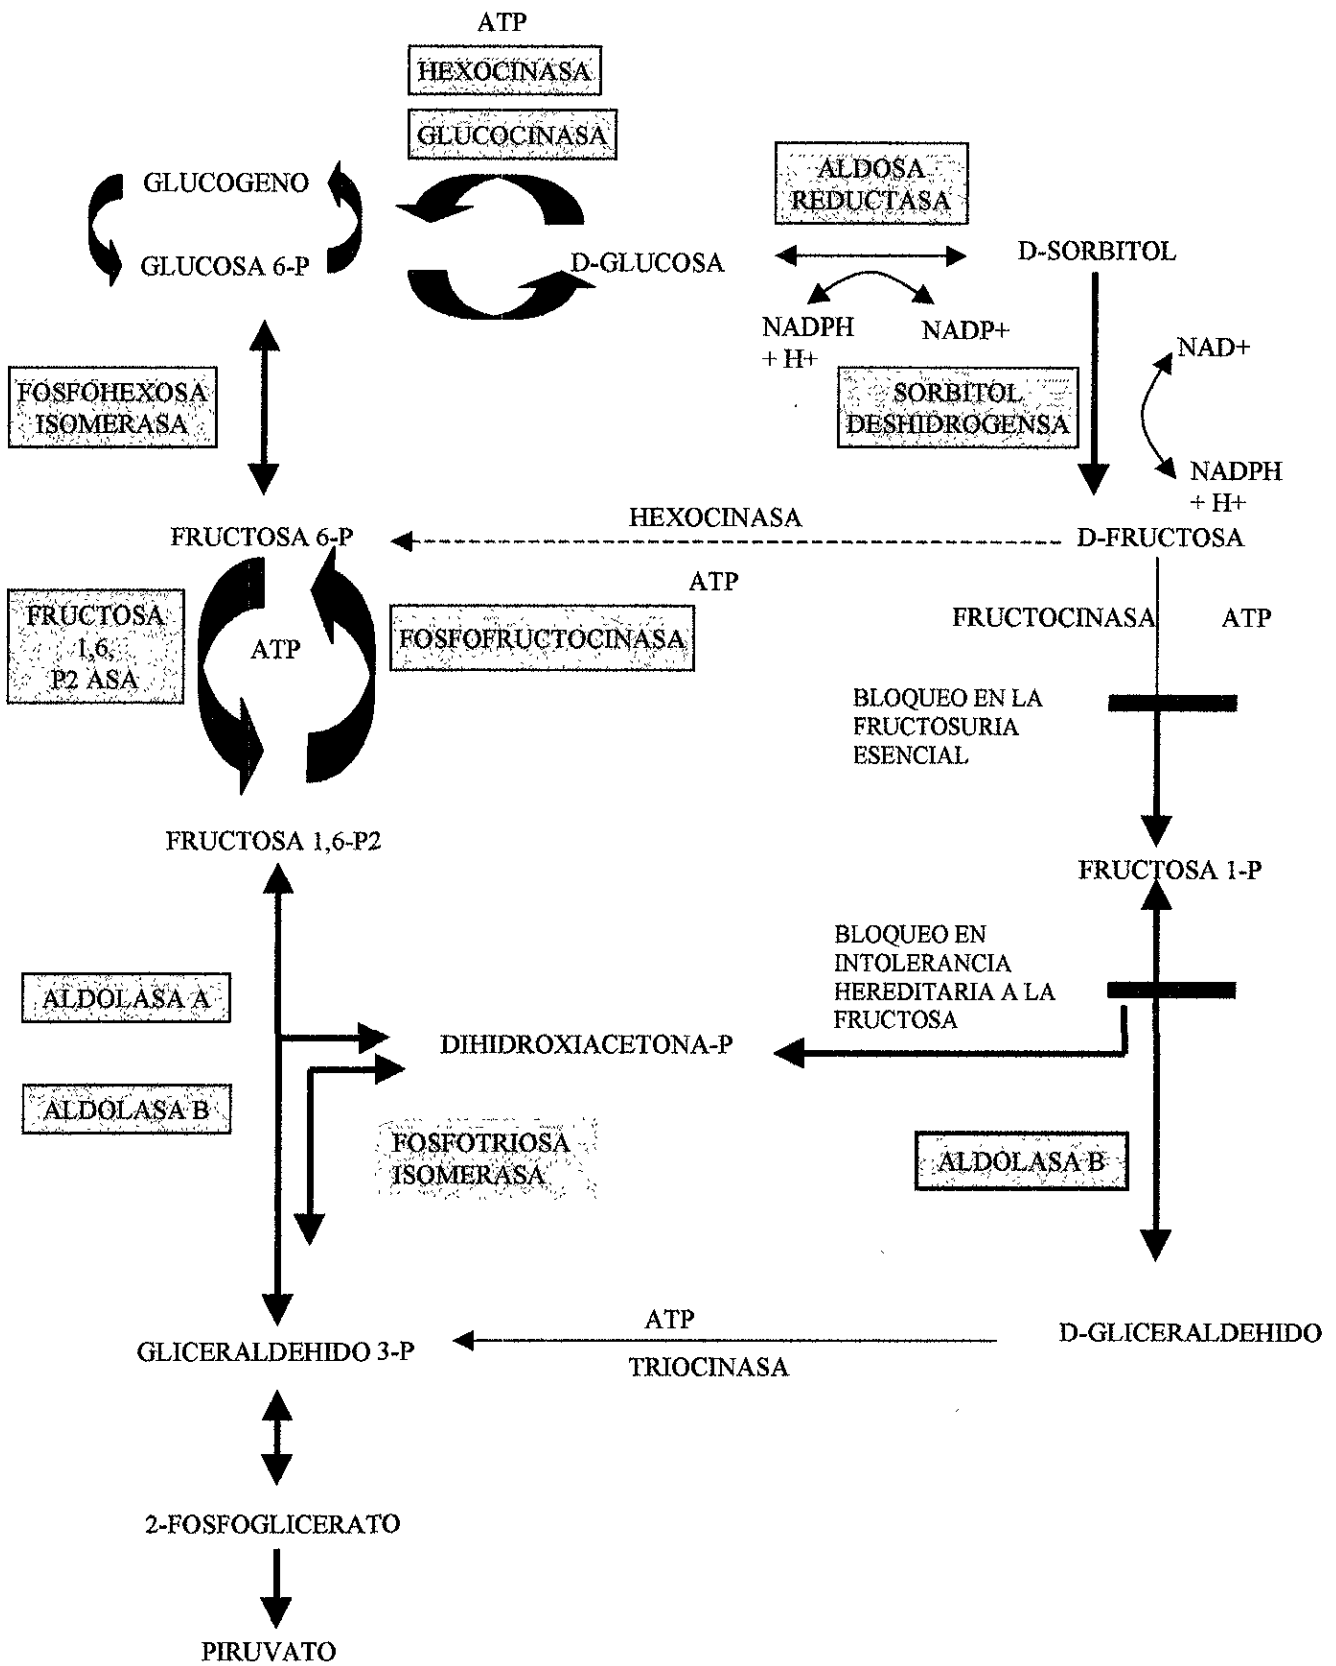 ATP
HEXOCINASA
GLUCOCINASA
GLUCOGENO
GLUCOSA 6-P
D-GLUCOSA
ALDOSA
REDUCTASA
D-SORBITOL
NADPH
+ H+
NADP+
NAD+
FOSFOHEXOSA
ISOMERASA
SORBITOL
DESHIDROGENSA
NADPH
+ H+
FRUCTOSA 6-P
HEXOCINASA
D-FRUCTOSA
ATP
FRUCTOSA
1,6,
P2 ASA
ATP
FOSFOFRUCTOCINASA
FRUCTOCINASA
ATP
BLOQUEO EN LA
FRUCTOSURIA
ESENCIAL
FRUCTOSA 1,6-P2
FRUCTOSA 1-P
BLOQUEO EN
INTOLERANCIA
HEREDITARIA A LA
FRUCTOSA
ALDOLASA A
DIHIDROXIACETONA-P
ALDOLASA B
FOSFOTRIOSA
ISOMERASA
ALDOLASA B
ATP
D-GLICERALDEHIDO
GLICERALDEHIDO 3-P
TRIOCINASA
2-FOSFOGLICERATO
PIRUVATO